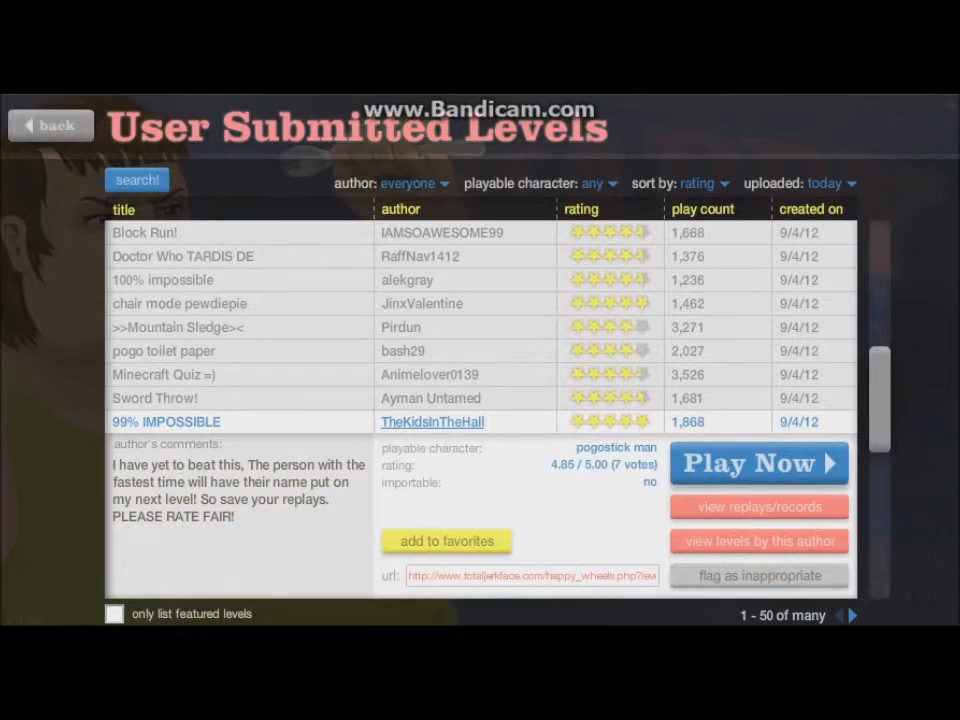 www.Bandicam.com
back
User Submitted Levels
search!
author: everyone playable character: any sort by: rating uploaded: today
title author rating play count created on
Block Run! IAMSOAWESOME99 1,668 9/4/12
Doctor Who TARDIS DE RaffNav1412 1,376 9/4/12
100% impossible alekgray 1,236 9/4/12
chair mode pewdiepie JinxValentine 1,462 9/4/12
>>Mountain Sledge>< Pirdun 3,271 9/4/12
pogo toilet paper bash29 2,027 9/4/12
Minecraft Quiz =) Animelover0139 3,526 9/4/12
Sword Throw! Ayman Untamed 1,681 9/4/12
99% IMPOSSIBLE TheKidsInTheHall 1,868 9/4/12
author's comments:
I have yet to beat this, The person with the
fastest time will have their name put on
my next level! So save your replays.
PLEASE RATE FAIR!
playable character: pogostick man
rating: 4.85 / 5.00 (7 votes)
importable: no
add to favorites
url: http://www.totaljerkface.com/happy_wheels.php?lev
Play Now
view replays/records
view levels by this author
flag as inappropriate
only list featured levels
1 - 50 of many